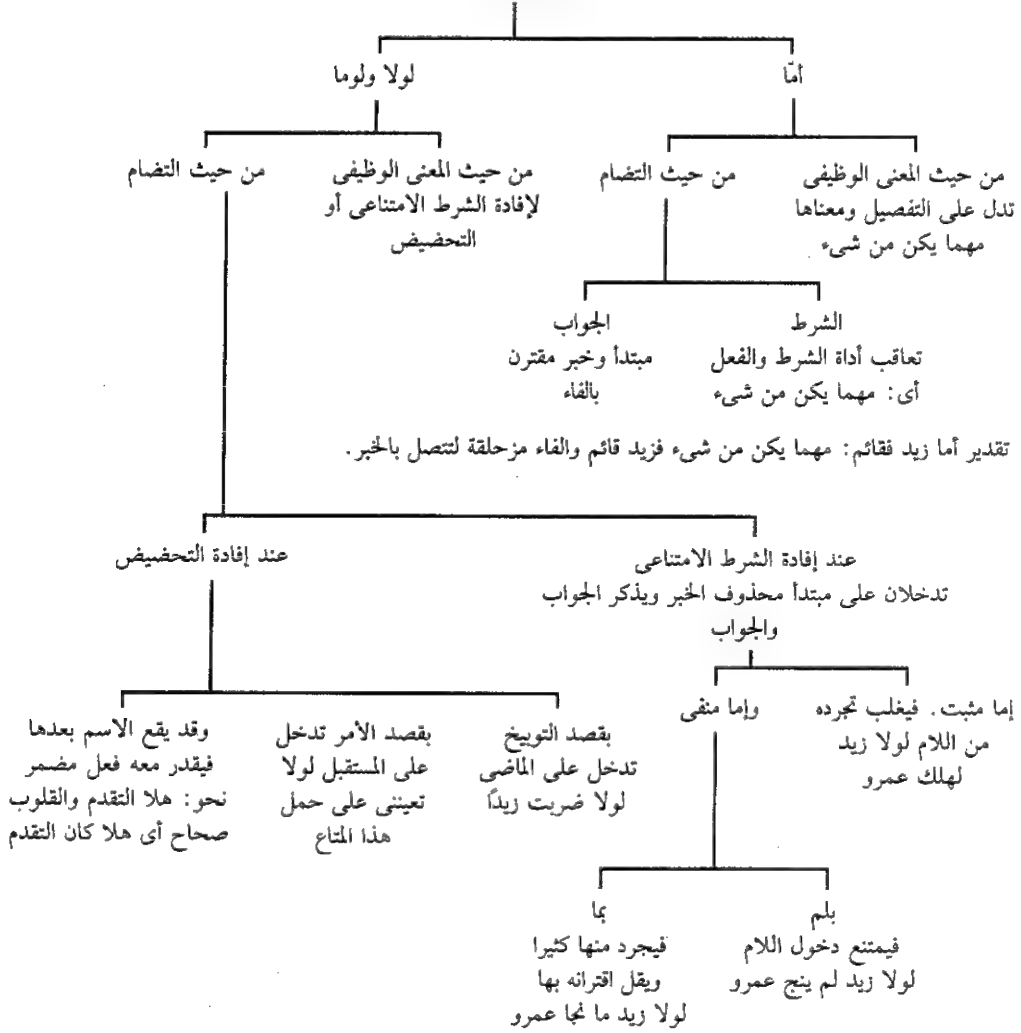 أمّا
لولا ولوما
من حيث المعنى الوظيفى
تدل على التفصيل ومعناها
مهما يكن من شىء
من حيث التضام
من حيث المعنى الوظيفى
لإفادة الشرط الامتناعى أو
التحضيض
من حيث التضام
الشرط
تعاقب أداة الشرط والفعل
أى: مهما يكن من شىء
الجواب
مبتدأ وخبر مقترن
بالفاء
تقدير أما زيد فقائم: مهما يكن من شىء فزيد قائم والفاء مزحلقة لتتصل بالخبر.
عند إفادة الشرط الامتناعى
تدخلان على مبتدأ محذوف الخبر ويذكر الجواب
والجواب
عند إفادة التحضيض
إما مثبت. فيغلب تجرده
من اللام لولا زيد
لهلك عمرو
وإما منفى
بقصد التوبيخ
تدخل على الماضى
لولا ضربت زيدًا
بقصد الأمر تدخل
على المستقبل لولا
تعيننى على حمل
هذا المتاع
وقد يقع الاسم بعدها
فيقدر معه فعل مضمر
نحو: هلا التقدم والقلوب
صحاح أى هلا كان التقدم
بلم
فيمتنع دخول اللام
لولا زيد لم ينج عمرو
بما
فيجرد منها كثيرا
ويقل اقترانه بها
لولا زيد ما نجا عمرو